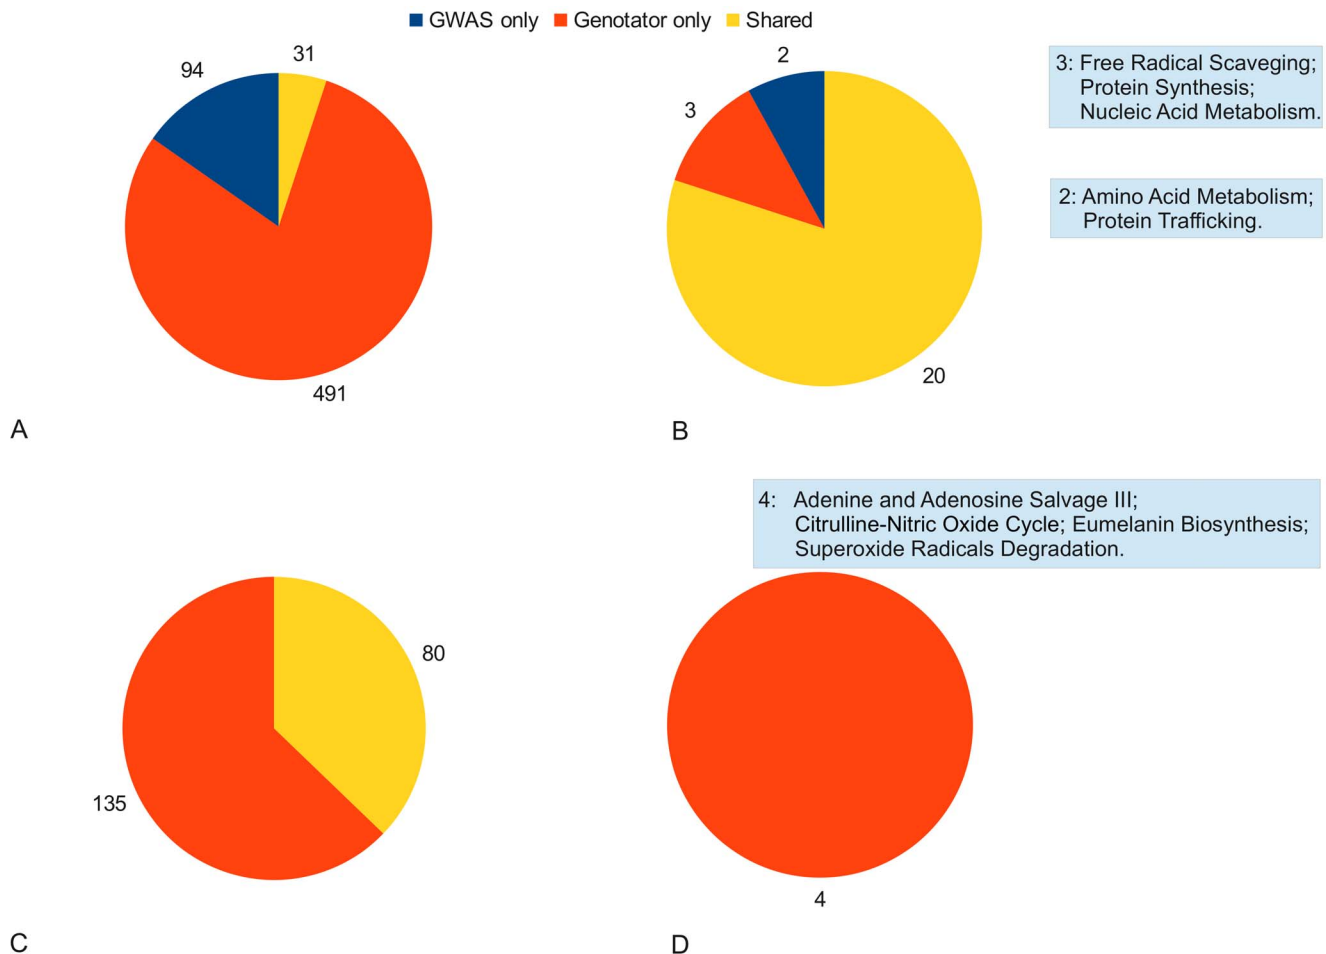 GWAS only Genotator only Shared
94
31
491
A
2
3
20
B
3: Free Radical Scaveging;
Protein Synthesis;
Nucleic Acid Metabolism.
2: Amino Acid Metabolism;
Protein Trafficking.
80
135
C
4: Adenine and Adenosine Salvage III;
Citrulline-Nitric Oxide Cycle; Eumelanin Biosynthesis;
Superoxide Radicals Degradation.
4
D